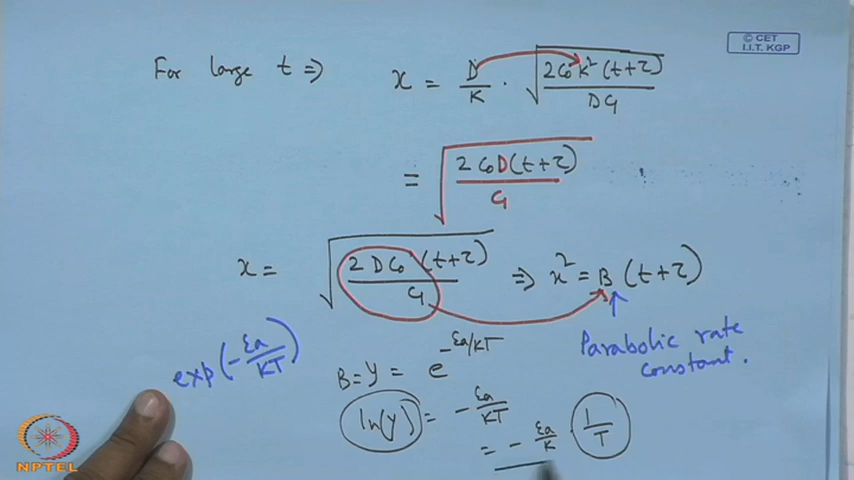 © CET
I.I.T. KGP
For large t ⇒ x = D/K · √(2C₀K²(t+τ)/DC₁)
= √(2C₀D(t+τ)/C₁)
x = √(2DC₀(t+τ)/C₁) ⇒ x² = B(t+τ)
Parabolic rate
constant.
exp(-Ea/KT)
B = y = e^(-Ea/KT)
ln(y) = -Ea/KT
= -Ea/K · 1/T
NPTEL